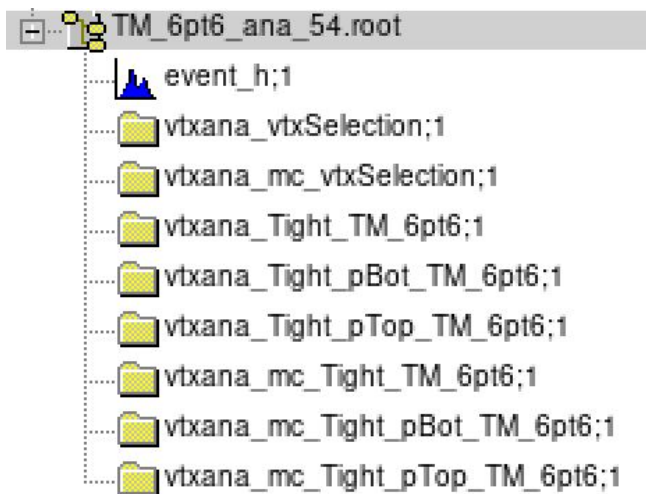 TM_6pt6_ana_54.root
event_h;1
vtxana_vtxSelection;1
vtxana_mc_vtxSelection;1
vtxana_Tight_TM_6pt6;1
vtxana_Tight_pBot_TM_6pt6;1
vtxana_Tight_pTop_TM_6pt6;1
vtxana_mc_Tight_TM_6pt6;1
vtxana_mc_Tight_pBot_TM_6pt6;1
vtxana_mc_Tight_pTop_TM_6pt6;1